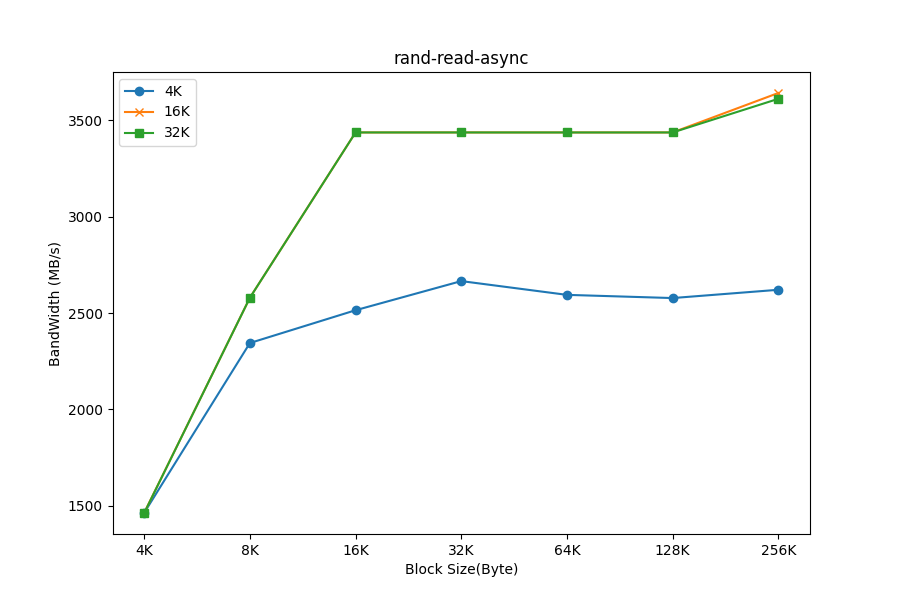 rand-read-async
4K
16K
32K
3500
3000
2500
2000
1500
BandWidth (MB/s)
4K 8K 16K 32K 64K 128K 256K
Block Size(Byte)